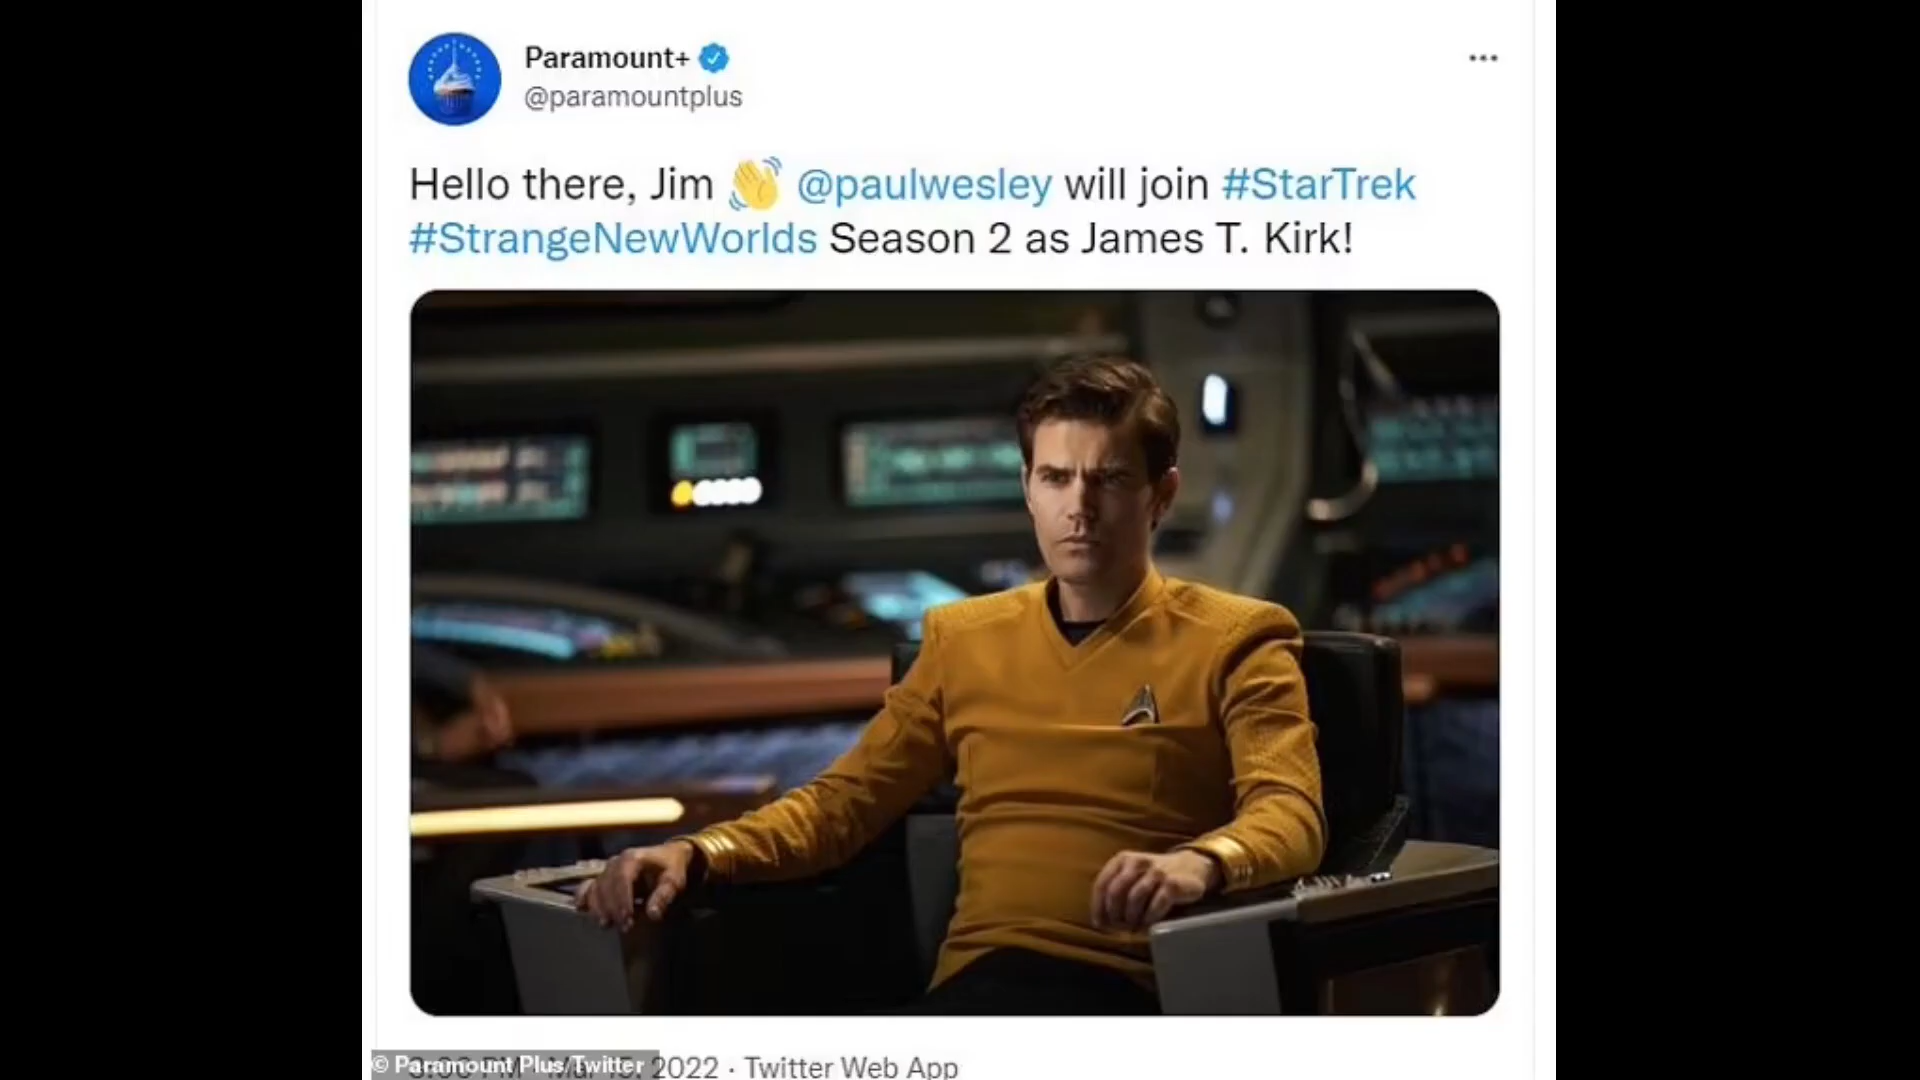 Paramount+
@paramountplus
Hello there, Jim 👋 @paulwesley will join #StarTrek
#StrangeNewWorlds Season 2 as James T. Kirk!
2022 · Twitter Web App
© Paramount Plus/Twitter